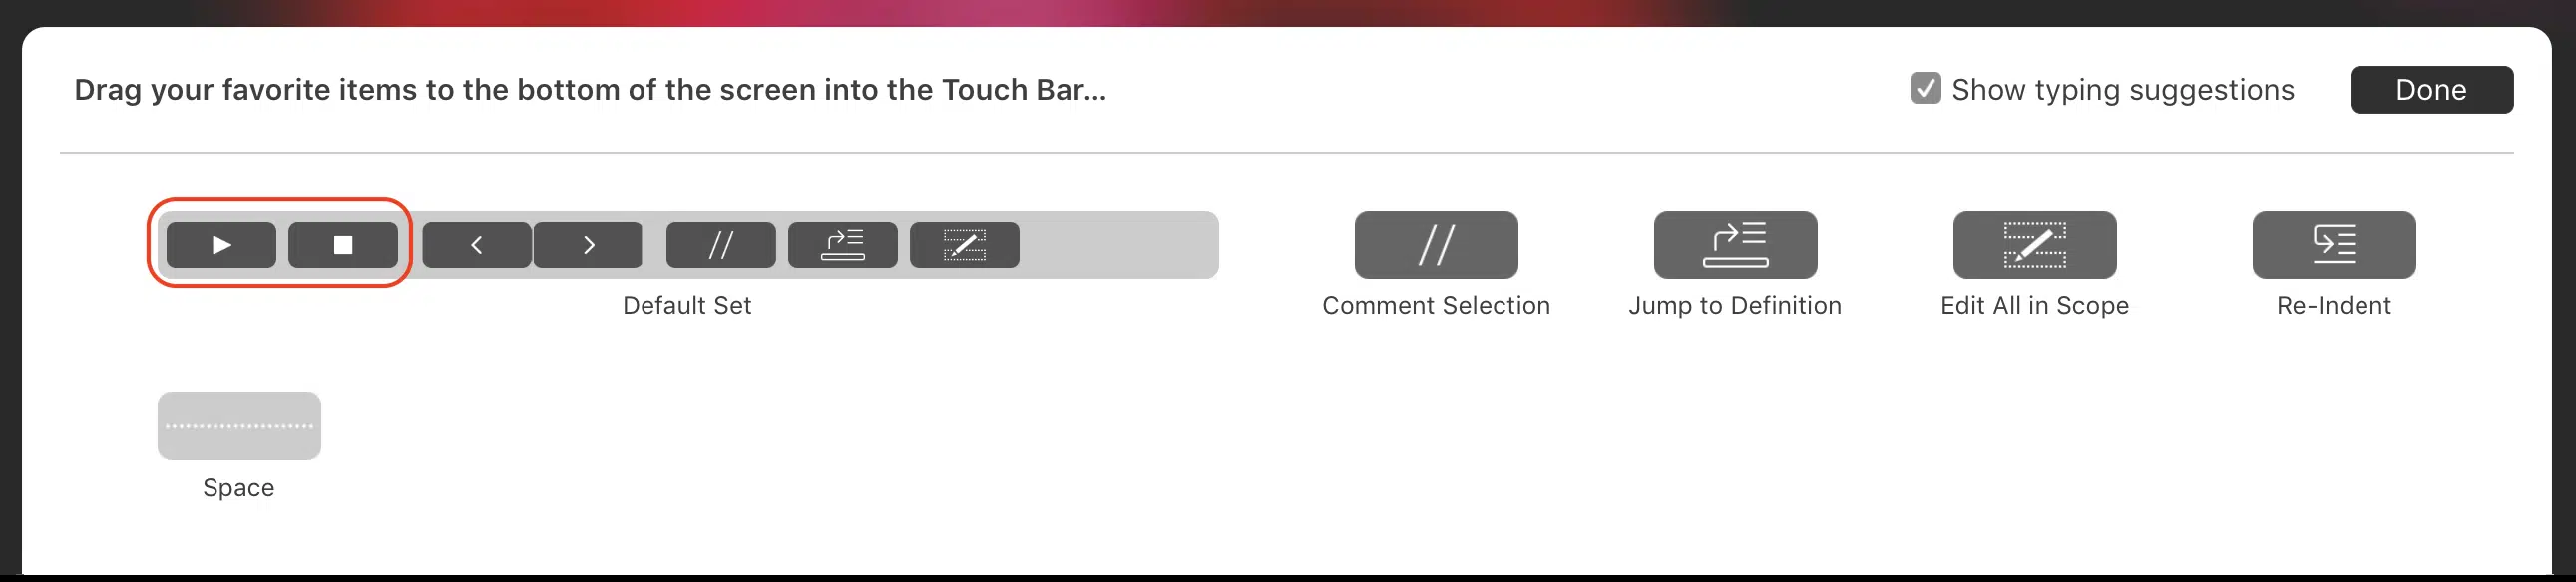 Drag your favorite items to the bottom of the screen into the Touch Bar...
Show typing suggestions
Done
//
//
Default Set
Comment Selection
Jump to Definition
Edit All in Scope
Re-Indent
Space